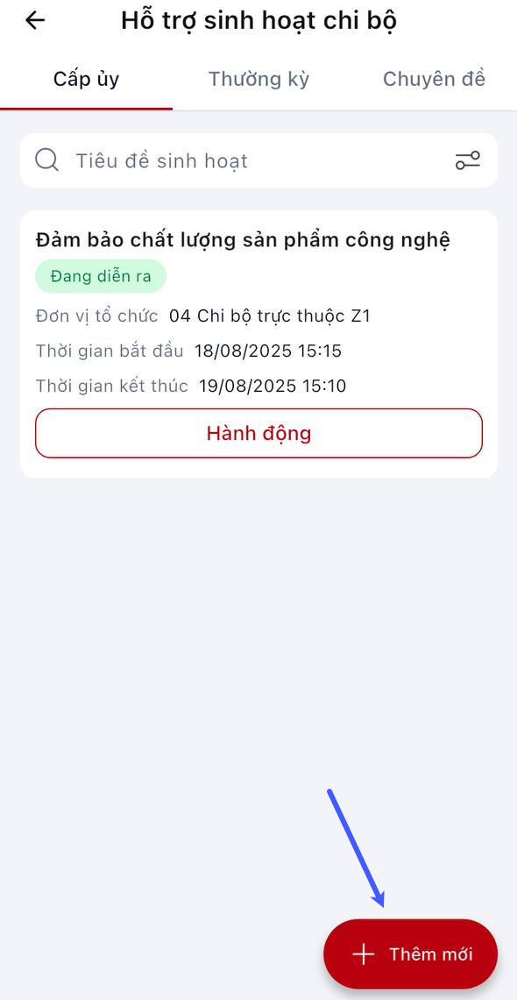 Hỗ trợ sinh hoạt chi bộ
Cấp ủy
Thường kỳ
Chuyên đề
Tiêu đề sinh hoạt
Đảm bảo chất lượng sản phẩm công nghệ
Đang diễn ra
Đơn vị tổ chức 04 Chi bộ trực thuộc Z1
Thời gian bắt đầu 18/08/2025 15:15
Thời gian kết thúc 19/08/2025 15:10
Hành động
Thêm mới